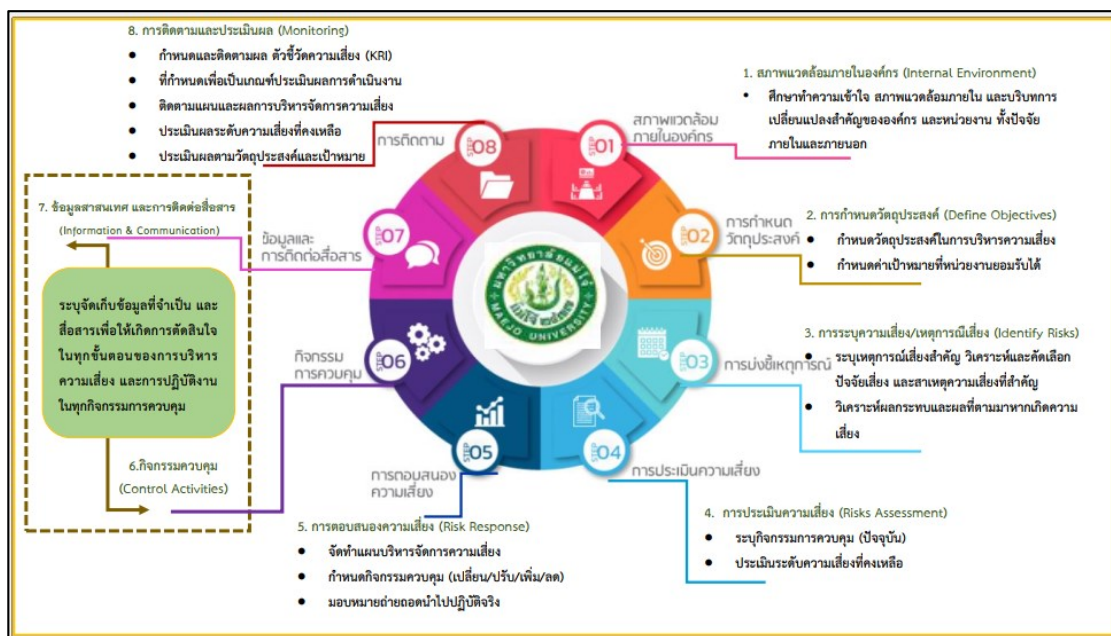 8. การติดตามและประเมินผล (Monitoring)
● กำหนดและติดตามผล ตัวชี้วัดความเสี่ยง (KRI)
● ที่กำหนดเพื่อเป็นเกณฑ์ประเมินผลการดำเนินงาน
● ติดตามแผนและผลการบริหารจัดการความเสี่ยง
● ประเมินผลระดับความเสี่ยงที่คงเหลือ
● ประเมินผลตามวัตถุประสงค์และเป้าหมาย
1. สภาพแวดล้อมภายในองค์กร (Internal Environment)
• ศึกษาทำความเข้าใจ สภาพแวดล้อมภายใน และบริบทการ
เปลี่ยนแปลงสำคัญขององค์กร และหน่วยงาน ทั้งปัจจัย
ภายในและภายนอก
การติดตาม
STEP 08
STEP 01
สภาพแวดล้อม
ภายในองค์กร
7. ข้อมูลสาสนเทศ และการติดต่อสื่อสาร
(Information & Communication)
ข้อมูลและ
การติดต่อสื่อสาร
STEP 07
STEP 02
การกำหนด
วัตถุประสงค์
2. การกำหนดวัตถุประสงค์ (Define Objectives)
● กำหนดวัตถุประสงค์ในการบริหารความเสี่ยง
● กำหนดค่าเป้าหมายที่หน่วยงานยอมรับได้
มหาวิทยาลัยแม่โจ้
แม่โจ้ ๒๔๗๗
MAEJO UNIVERSITY
ระบุจัดเก็บข้อมูลที่จำเป็น และ
สื่อสารเพื่อให้เกิดการตัดสินใจ
ในทุกขั้นตอนของการบริหาร
ความเสี่ยง และการปฏิบัติงาน
ในทุกกิจกรรมการควบคุม
กิจกรรม
การควบคุม
STEP 06
STEP 03
การบ่งชี้เหตุการณ์
3. การระบุความเสี่ยง/เหตุการณ์เสี่ยง (Identify Risks)
● ระบุเหตุการณ์เสี่ยงสำคัญ วิเคราะห์และคัดเลือก
ปัจจัยเสี่ยง และสาเหตุความเสี่ยงที่สำคัญ
● วิเคราะห์ผลกระทบและผลที่ตามมาหากเกิดความ
เสี่ยง
6.กิจกรรมควบคุม
(Control Activities)
STEP 05
การตอบสนอง
ความเสี่ยง
STEP 04
การประเมินความเสี่ยง
5. การตอบสนองความเสี่ยง (Risk Response)
● จัดทำแผนบริหารจัดการความเสี่ยง
● กำหนดกิจกรรมควบคุม (เปลี่ยน/ปรับ/เพิ่ม/ลด)
● มอบหมายถ่ายถอดนำไปปฏิบัติจริง
4. การประเมินความเสี่ยง (Risks Assessment)
● ระบุกิจกรรมการควบคุม (ปัจจุบัน)
● ประเมินระดับความเสี่ยงที่คงเหลือ